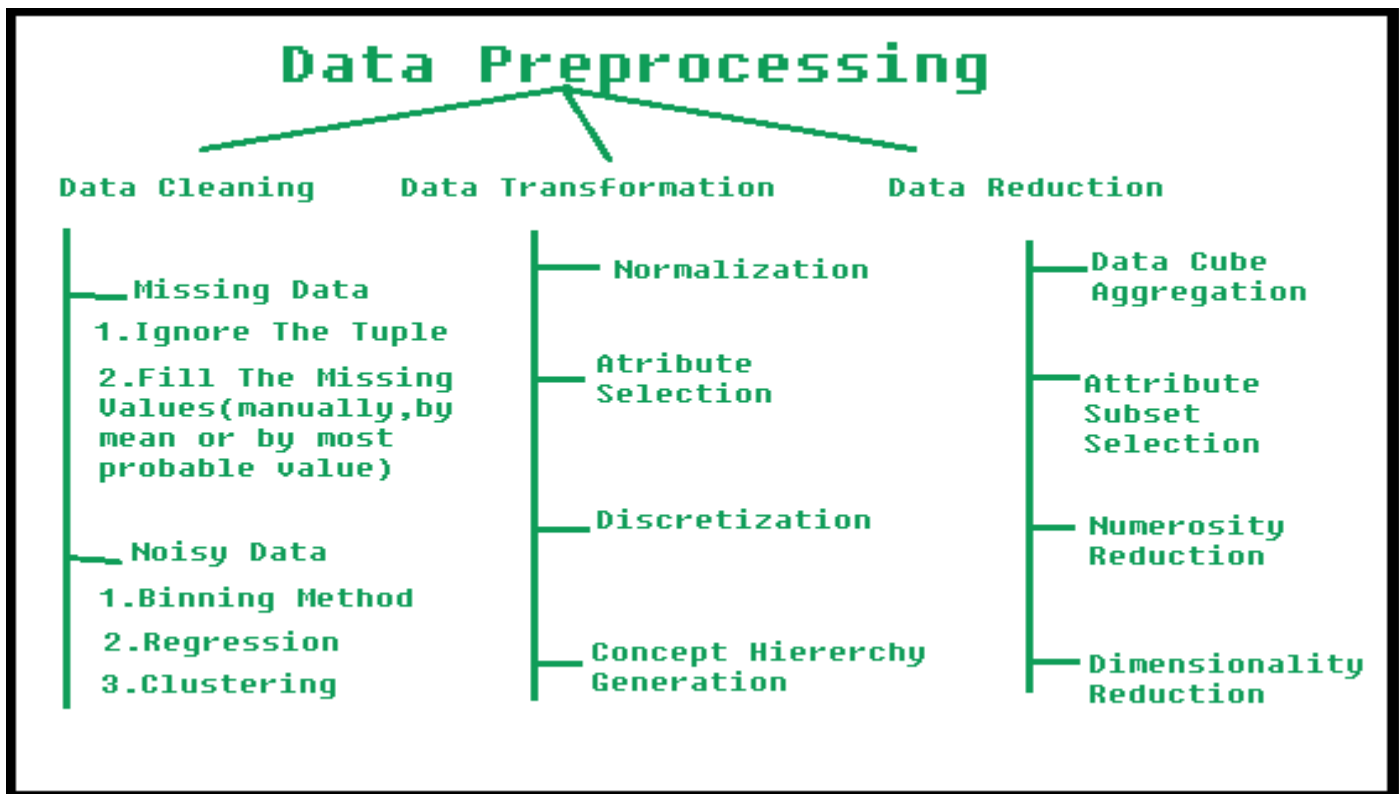 Data Preprocessing
Data Cleaning
Missing Data
1.Ignore The Tuple
2.Fill The Missing
Values(manually,by
mean or by most
probable value)
Noisy Data
1.Binning Method
2.Regression
3.Clustering
Data Transformation
Normalization
Atribute
Selection
Discretization
Concept Hiererchy
Generation
Data Reduction
Data Cube
Aggregation
Attribute
Subset
Selection
Numerosity
Reduction
Dimensionality
Reduction